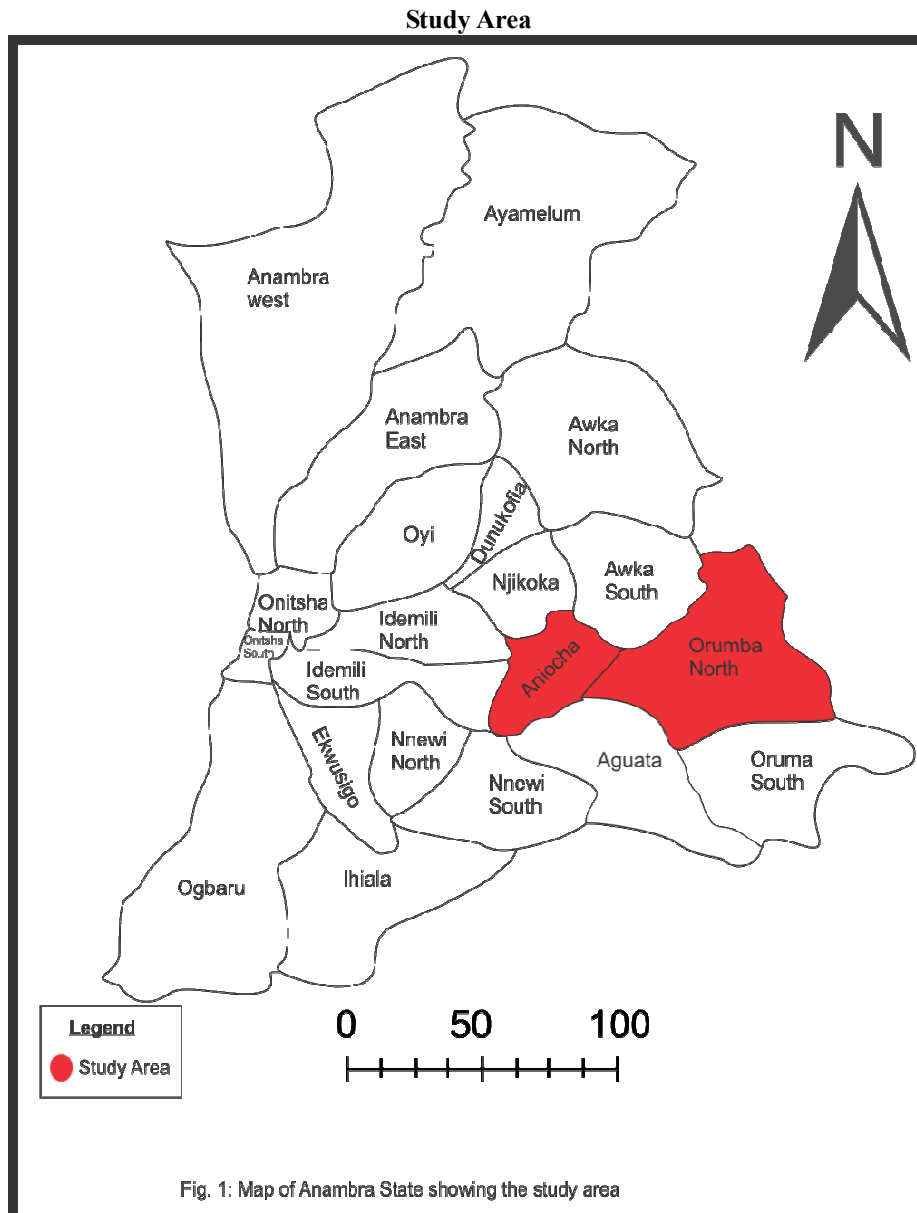 Study Area
N
Ayamelum
Anambra
west
Anambra
East
Awka
North
Dunukofia
Oyi
Njikoka
Awka
South
Onitsha
North
Idemili
North
Onitsha
South
Orumba
North
Aniocha
Idemili
South
Ekwusigo
Nnewi
North
Nnewi
South
Aguata
Oruma
South
Ihiala
Ogbaru
0 50 100
Legend
Study Area
Fig. 1: Map of Anambra State showing the study area